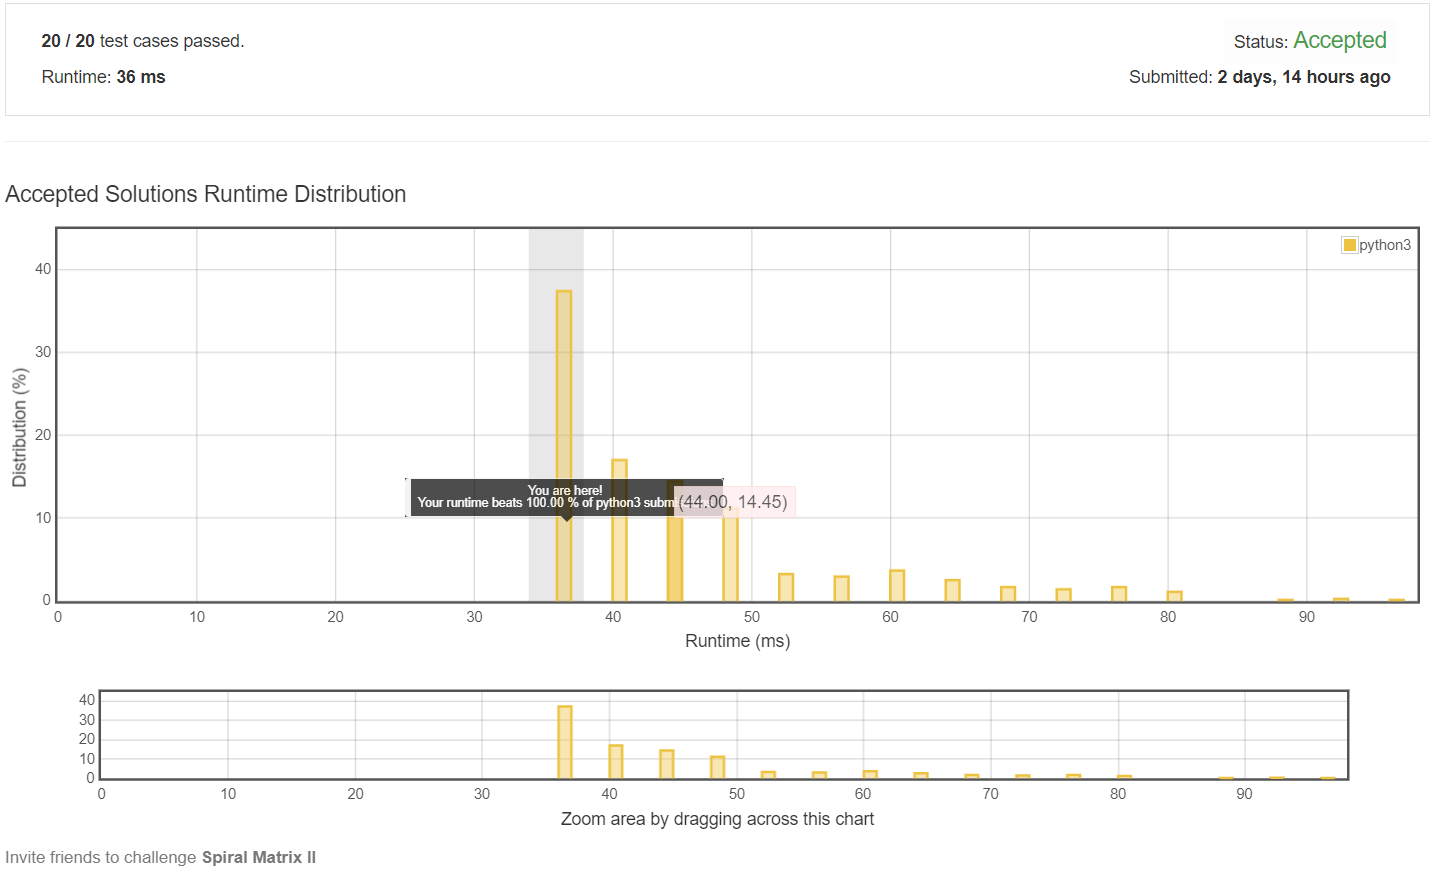 20 / 20 test cases passed.
Status: Accepted
Runtime: 36 ms
Submitted: 2 days, 14 hours ago
Accepted Solutions Runtime Distribution
python3
40
30
20
10
0
Distribution (%)
You are here!
Your runtime beats 100.00 % of python3 subm
(44.00, 14.45)
0 10 20 30 40 50 60 70 80 90
Runtime (ms)
40
30
20
10
0
0 10 20 30 40 50 60 70 80 90
Zoom area by dragging across this chart
Invite friends to challenge Spiral Matrix II